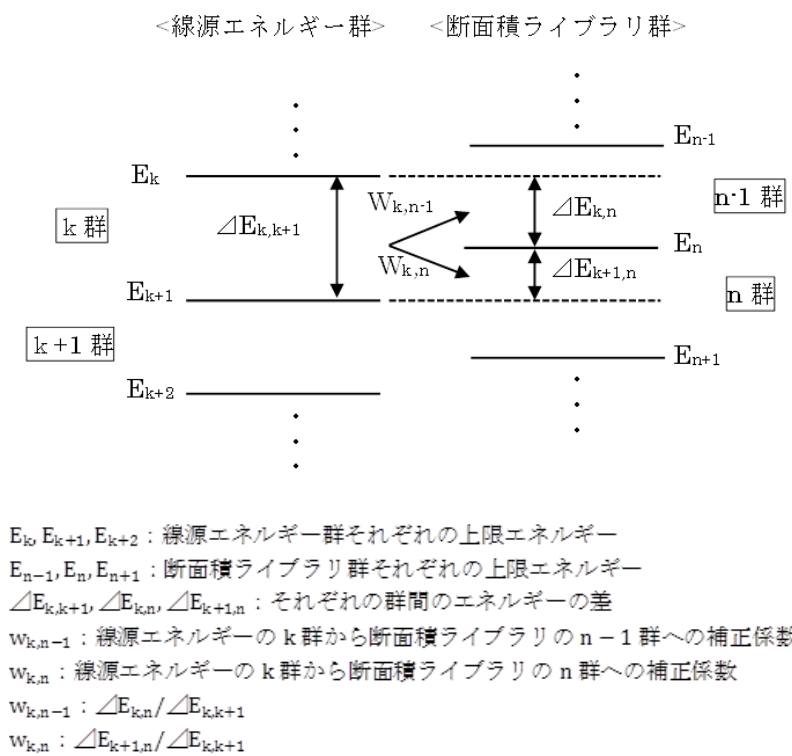 <線源エネルギー群> <断面積ライブラリ群>
E_{n-1}
E_k
W_{k,n-1}
⊿E_{k,n}
n-1 群
k 群
⊿E_{k,k+1}
E_n
W_{k,n}
⊿E_{k+1,n}
E_{k+1}
n 群
k+1 群
E_{n+1}
E_{k+2}
E_k, E_{k+1}, E_{k+2}：線源エネルギー群それぞれの上限エネルギー
E_{n−1}, E_n, E_{n+1}：断面積ライブラリ群それぞれの上限エネルギー
⊿E_{k,k+1}, ⊿E_{k,n}, ⊿E_{k+1,n}：それぞれの群間のエネルギーの差
w_{k,n−1}：線源エネルギーの k 群から断面積ライブラリの n − 1 群への補正係数
w_{k,n}：線源エネルギーの k 群から断面積ライブラリの n 群への補正係数
w_{k,n−1}：⊿E_{k,n}/⊿E_{k,k+1}
w_{k,n}：⊿E_{k+1,n}/⊿E_{k,k+1}